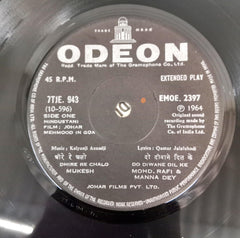 TRADE MARK
ODEON
Regd. Trade Mark of The Gramophone Co., Ltd.
45 R.P.M.
EXTENDED PLAY
7TJE. 943
EMOE. 2397
(10-596)
℗ 1964
SIDE ONE
Original sound
HINDUSTANI
recording made by
FILM: JOHAR
The Gramophone
MEHMOOD IN GOA
Co. of India Ltd.
Music: Kalyanji Anandji
Lyrics: Qamar Jalalabadi
धीरे रे चलो
दो दीवाने दिल के
DHIRE RE CHALO
DO DIWANE DIL KE
MUKESH
MOHD. RAFI &
MANNA DEY
JOHAR FILMS PVT. LTD.